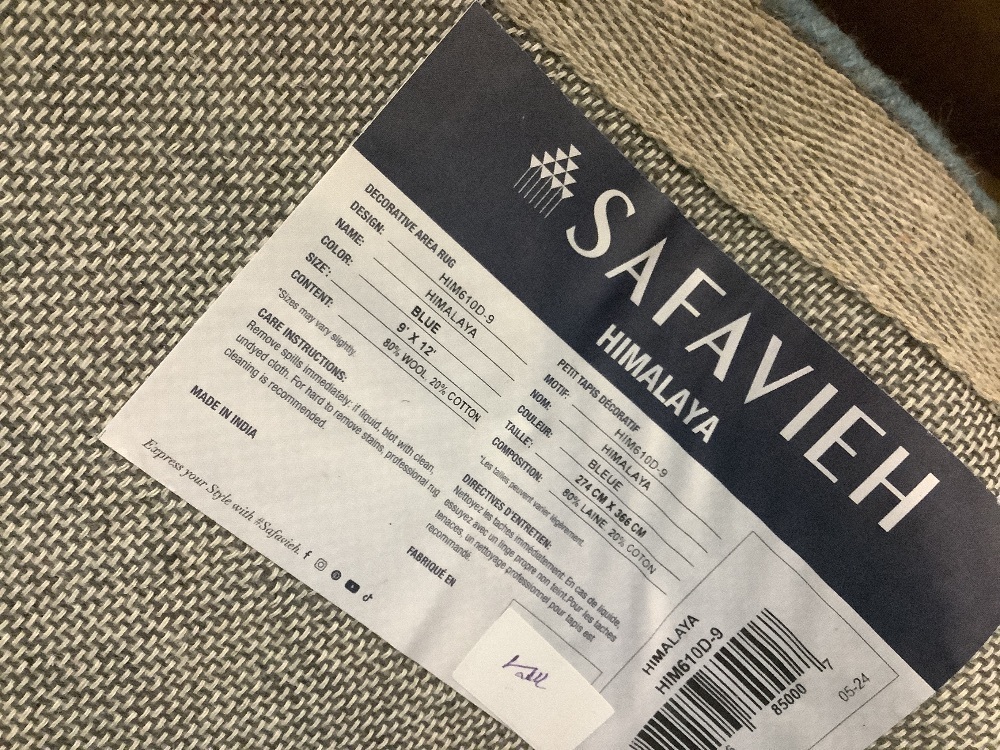 SAFAVIEH
HIMALAYA
DECORATIVE AREA RUG
DESIGN: HIM610D-9
NAME: HIMALAYA
COLOR: BLUE
SIZE*: 9' X 12'
CONTENT: 80% WOOL, 20% COTTON
*Sizes may vary slightly.
CARE INSTRUCTIONS:
Remove spills immediately: if liquid, blot with clean,
undyed cloth. For hard to remove stains, professional rug
cleaning is recommended.
MADE IN INDIA
Express your Style with #Safavieh
PETIT TAPIS DÉCORATIF
MOTIF: HIM610D-9
NOM: HIMALAYA
COULEUR: BLEUE
TAILLE*: 274 CM X 366 CM
COMPOSITION: 80% LAINE, 20% COTON
*Les tailles peuvent varier légèrement.
DIRECTIVES D'ENTRETIEN:
Nettoyez les taches immédiatement: En cas de liquide,
essuyez avec un linge propre non teint. Pour les taches
tenaces, un nettoyage professionnel pour tapis est
recommandé.
FABRIQUÉ EN
HIMALAYA
HIM610D-9
85000 7
05-24